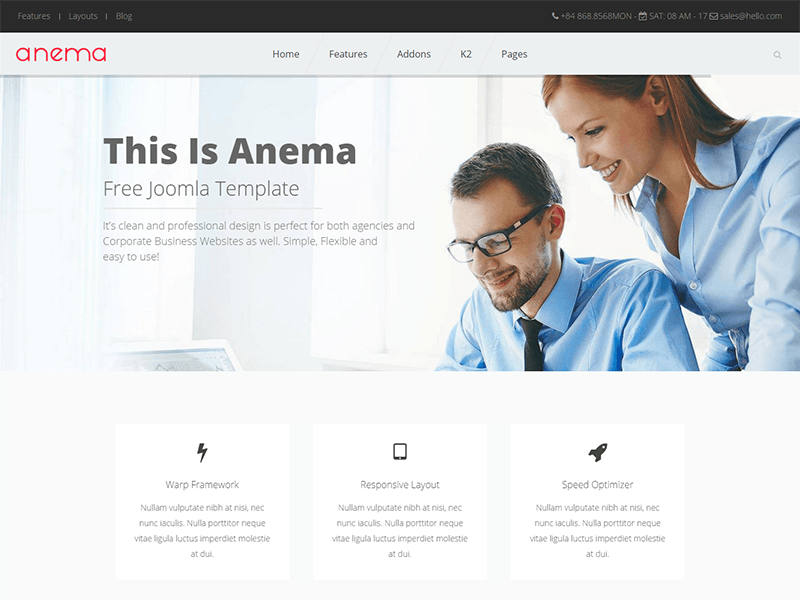 Features | Layouts | Blog
+84 868.8568MON - SAT: 08 AM - 17 sales@hello.com
anema
Home Features Addons K2 Pages
This Is Anema
Free Joomla Template
It's clean and professional design is perfect for both agencies and
Corporate Business Websites as well. Simple, Flexible and
easy to use!
Warp Framework
Nullam vulputate nibh at nisi, nec
nunc iaculis. Nulla porttitor neque
vitae ligula luctus imperdiet molestie
at dui.
Responsive Layout
Nullam vulputate nibh at nisi, nec
nunc iaculis. Nulla porttitor neque
vitae ligula luctus imperdiet molestie
at dui.
Speed Optimizer
Nullam vulputate nibh at nisi, nec
nunc iaculis. Nulla porttitor neque
vitae ligula luctus imperdiet molestie
at dui.